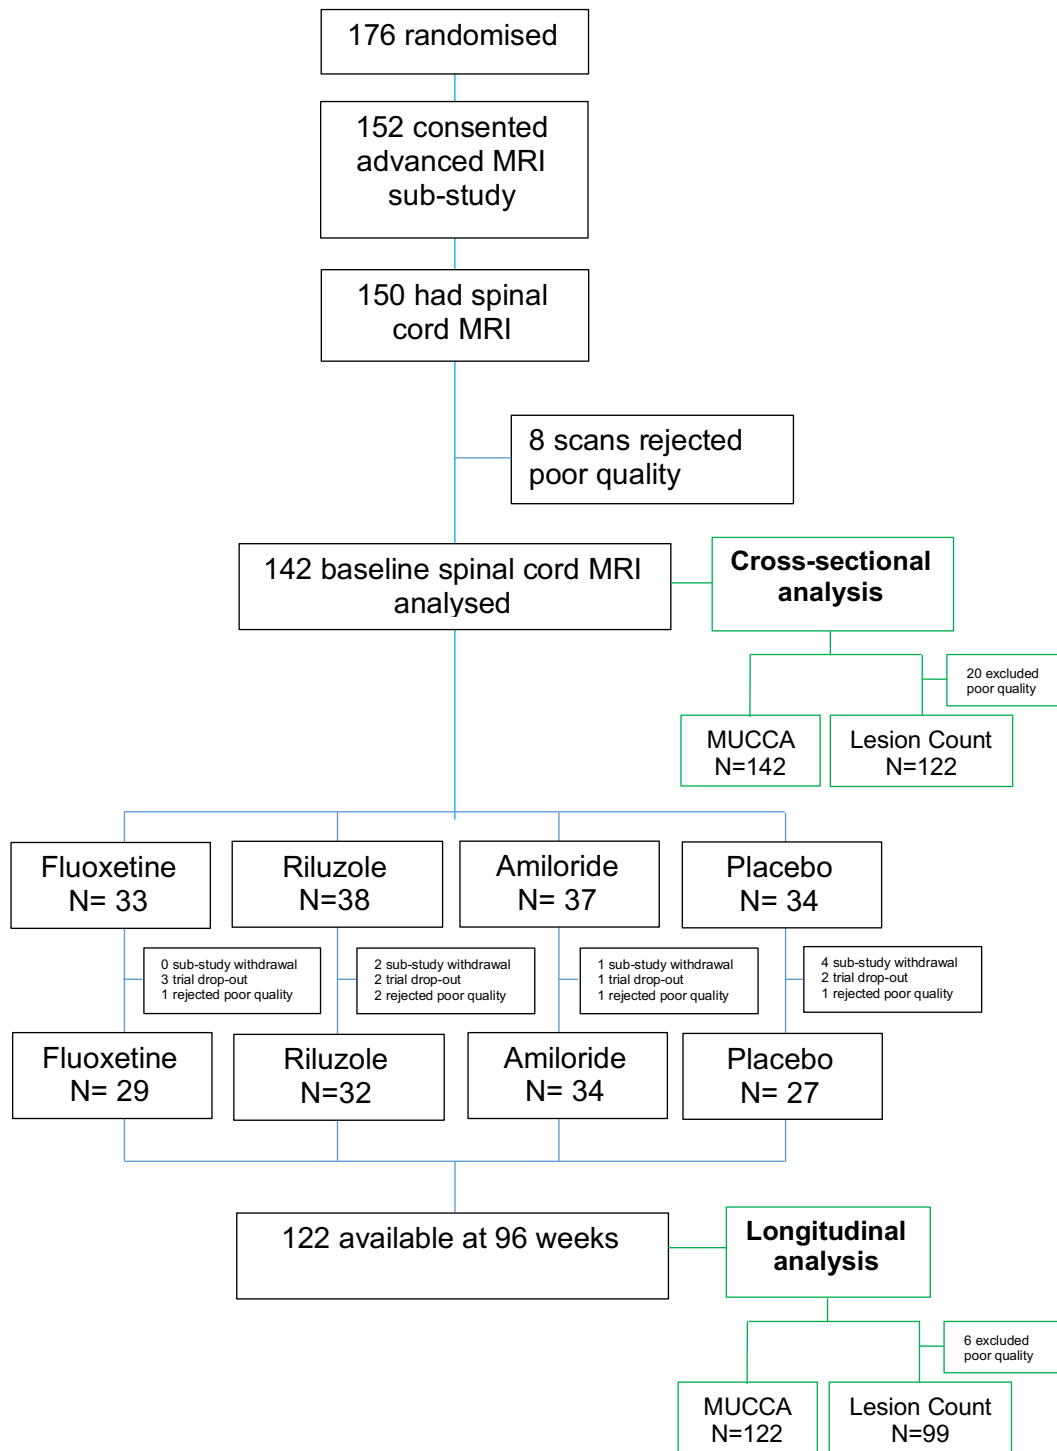 176 randomised
152 consented
advanced MRI
sub-study
150 had spinal
cord MRI
8 scans rejected
poor quality
142 baseline spinal cord MRI
analysed
Cross-sectional
analysis
20 excluded
poor quality
MUCCA
N=142
Lesion Count
N=122
Fluoxetine
N= 33
Riluzole
N=38
Amiloride
N= 37
Placebo
N= 34
0 sub-study withdrawal
3 trial drop-out
1 rejected poor quality
2 sub-study withdrawal
2 trial drop-out
2 rejected poor quality
1 sub-study withdrawal
1 trial drop-out
1 rejected poor quality
4 sub-study withdrawal
2 trial drop-out
1 rejected poor quality
Fluoxetine
N= 29
Riluzole
N=32
Amiloride
N= 34
Placebo
N= 27
122 available at 96 weeks
Longitudinal
analysis
6 excluded
poor quality
MUCCA
N=122
Lesion Count
N=99